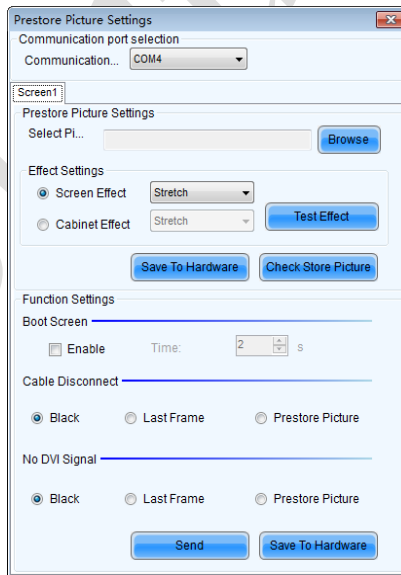 Prestore Picture Settings
Communication port selection
Communication... COM4
Screen1
Prestore Picture Settings
Select Pi... Browse
Effect Settings
Screen Effect Stretch
Cabinet Effect Stretch Test Effect
Save To Hardware Check Store Picture
Function Settings
Boot Screen
Enable Time: 2 s
Cable Disconnect
Black Last Frame Prestore Picture
No DVI Signal
Black Last Frame Prestore Picture
Send Save To Hardware